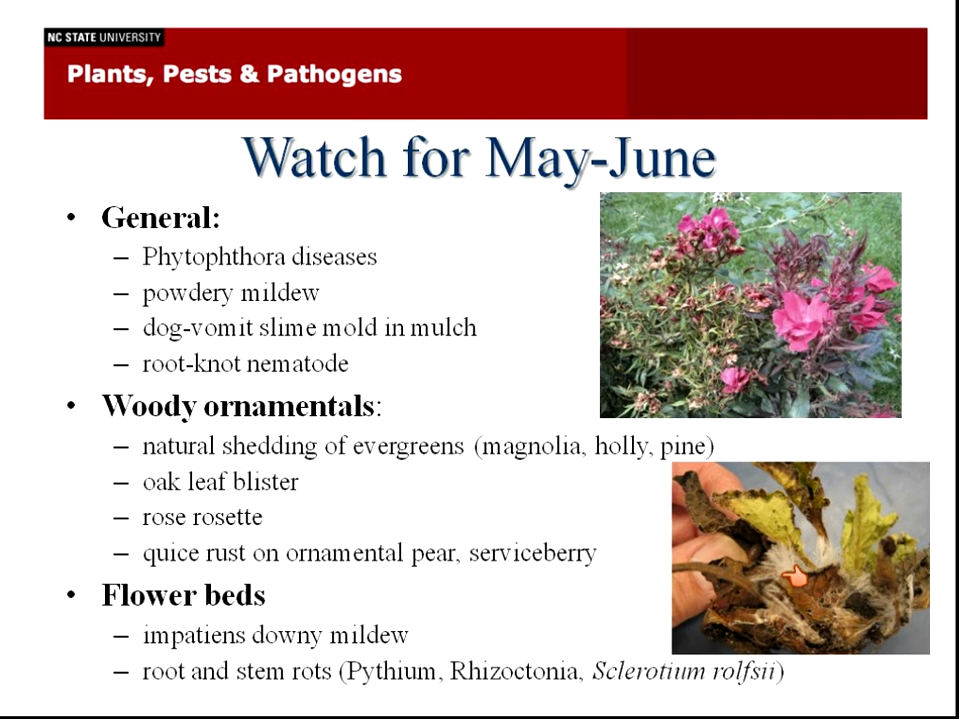 NC STATE UNIVERSITY
Plants, Pests & Pathogens
Watch for May-June
• General:
– Phytophthora diseases
– powdery mildew
– dog-vomit slime mold in mulch
– root-knot nematode
• Woody ornamentals:
– natural shedding of evergreens (magnolia, holly, pine)
– oak leaf blister
– rose rosette
– quice rust on ornamental pear, serviceberry
• Flower beds
– impatiens downy mildew
– root and stem rots (Pythium, Rhizoctonia, Sclerotium rolfsii)